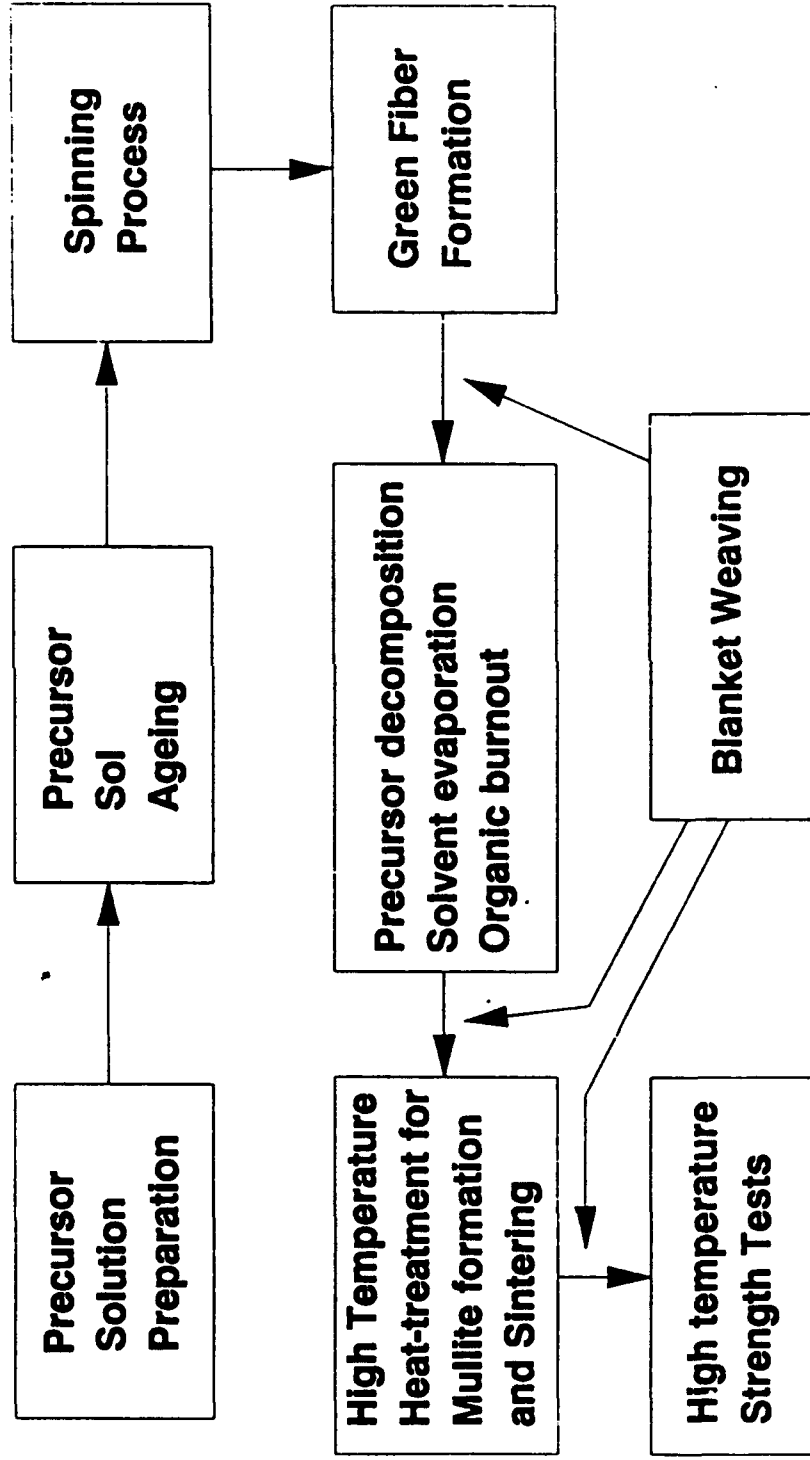 Precursor
Solution
Preparation
Precursor
Sol
Ageing
Spinning
Process
Green Fiber
Formation
Precursor decomposition
Solvent evaporation
Organic burnout
High Temperature
Heat-treatment for
Mullite formation
and Sintering
Blanket Weaving
High temperature
Strength Tests